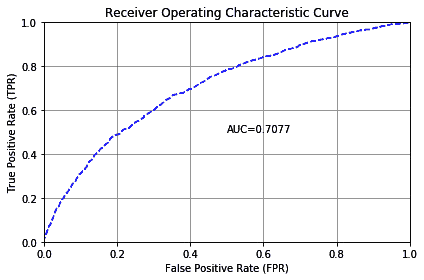 Receiver Operating Characteristic Curve
1.0
0.8
0.6
0.4
0.2
0.0
True Positive Rate (TPR)
AUC=0.7077
0.0 0.2 0.4 0.6 0.8 1.0
False Positive Rate (FPR)